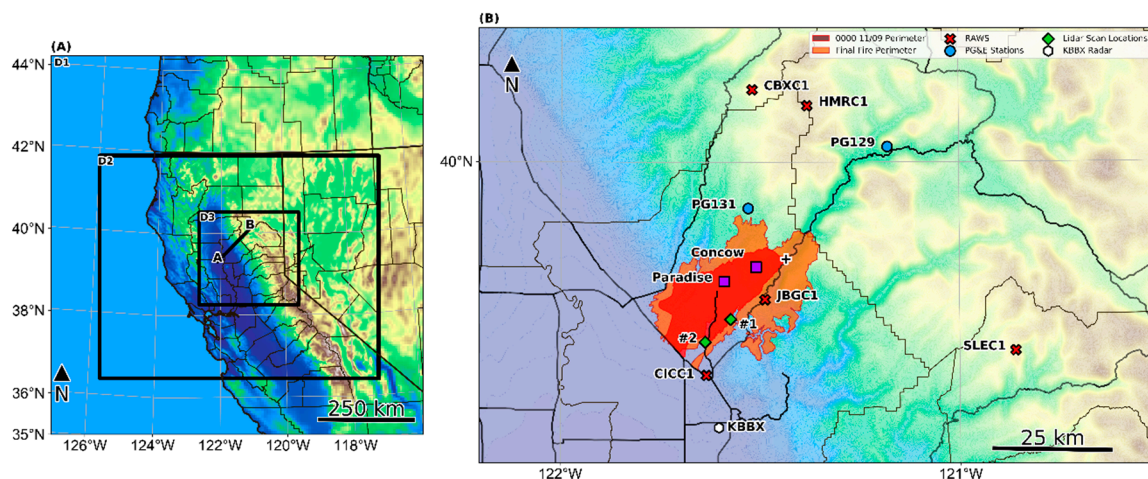 (A)
44°N
D1
42°N
D2
D3
B
40°N
A
38°N
36°N
N
250 km
35°N
126°W 124°W 122°W 120°W 118°W
(B)
0000 11/09 Perimeter
Final Fire Perimeter
RAWS
PG&E Stations
Lidar Scan Locations
KBBX Radar
N
CBXC1
HMRC1
PG129
40°N
PG131
Concow
Paradise
JBGC1
#1
#2
SLEC1
CICC1
KBBX
25 km
122°W 121°W